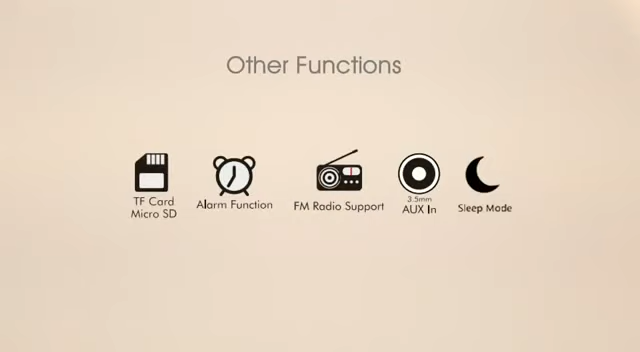 Other Functions
TF Card
Micro SD
Alarm Function
FM Radio Support
3.5mm
AUX In
Sleep Mode